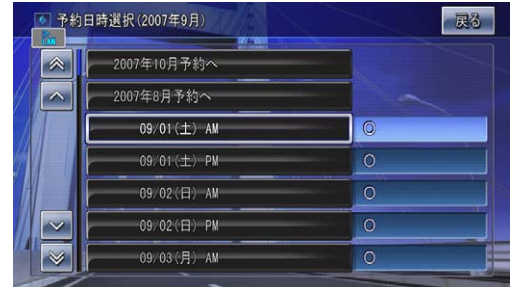 予約日時選択(2007年9月)
戻る
LAN
2007年10月予約へ
2007年8月予約へ
09/01(土) AM ○
09/01(土) PM ○
09/02(日) AM ○
09/02(日) PM ○
09/03(月) AM ○